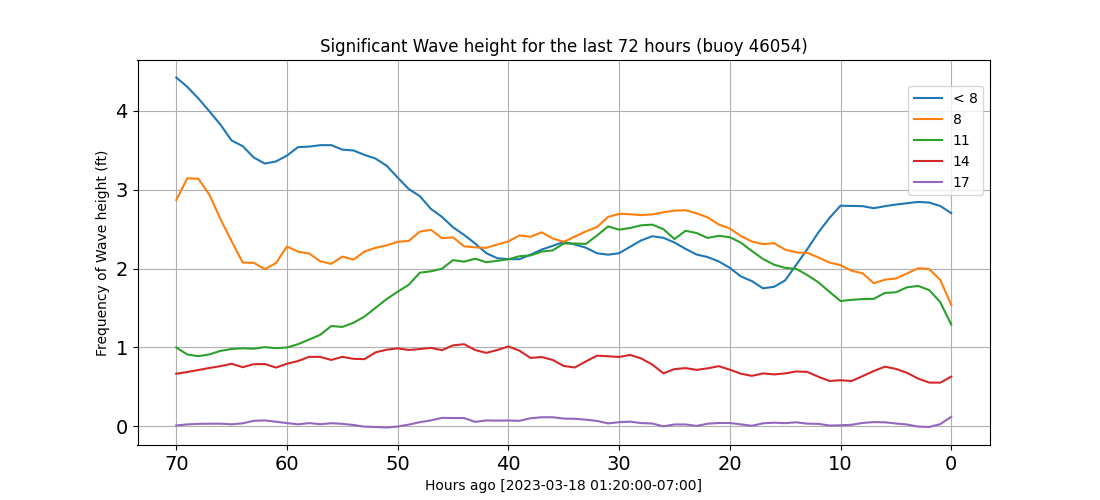 Significant Wave height for the last 72 hours (buoy 46054)
Frequency of Wave height (ft)
4
3
2
1
0
< 8
8
11
14
17
70 60 50 40 30 20 10 0
Hours ago [2023-03-18 01:20:00-07:00]